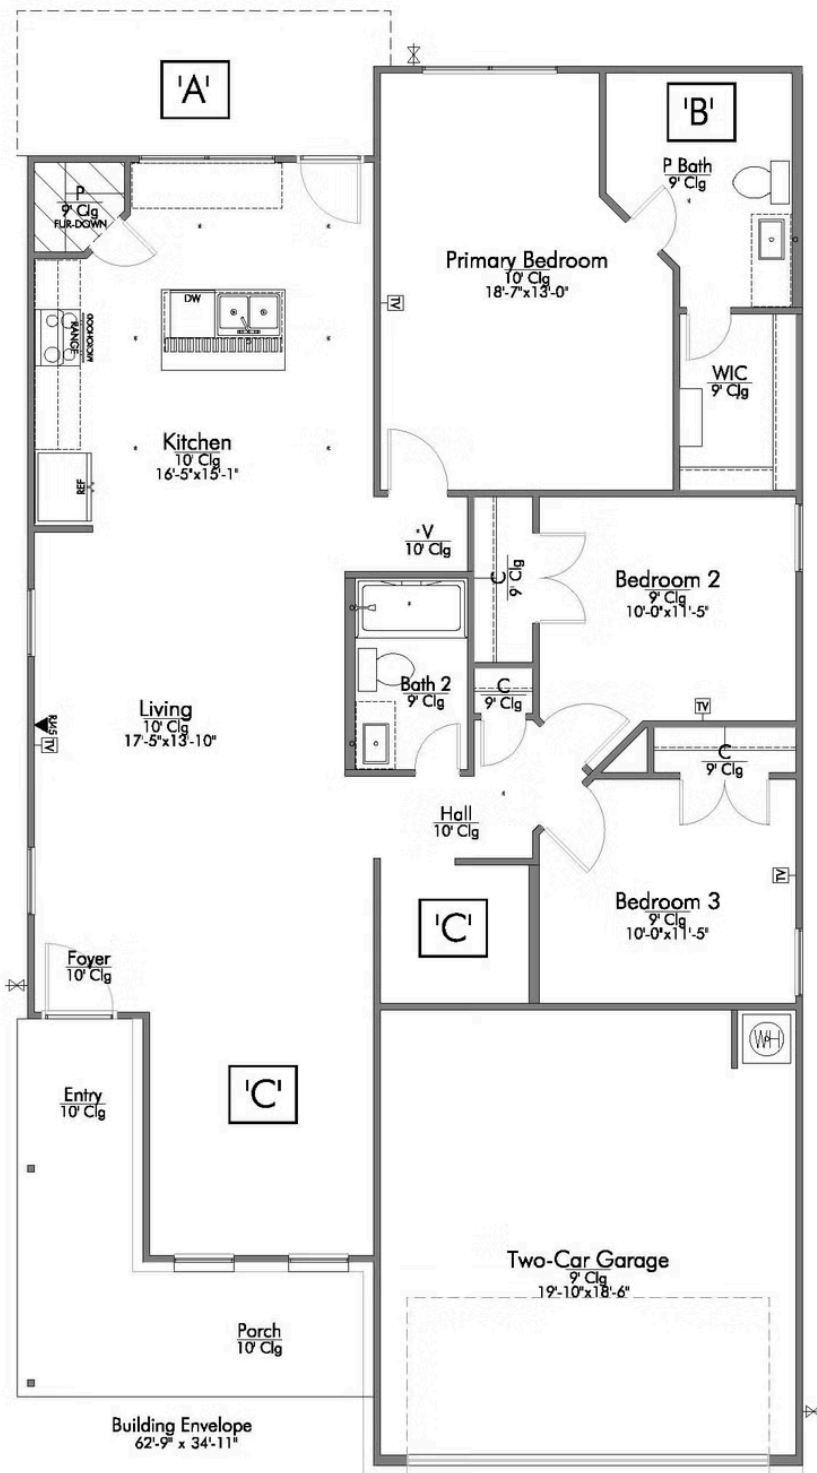 'A'
'B'
P Bath
9' Clg
P
9' Clg
FUR-DOWN
Primary Bedroom
10' Clg
18'-7"x13'-0"
TV
DW
RANGE
MICROHOOD
WIC
9' Clg
Kitchen
10' Clg
16'-5"x15'-1"
REF
V
10' Clg
C
9' Clg
Bedroom 2
9' Clg
10'-0"x11'-5"
Bath 2
9' Clg
C
9' Clg
TV
Living
10' Clg
17'-5"x13'-10"
RJ45
TV
C
9' Clg
Hall
10' Clg
TV
Bedroom 3
9' Clg
10'-0"x11'-5"
'C'
Foyer
10' Clg
WH
'C'
Entry
10' Clg
Two-Car Garage
9' Clg
19'-10"x18'-6"
Porch
10' Clg
Building Envelope
62'-9" x 34'-11"